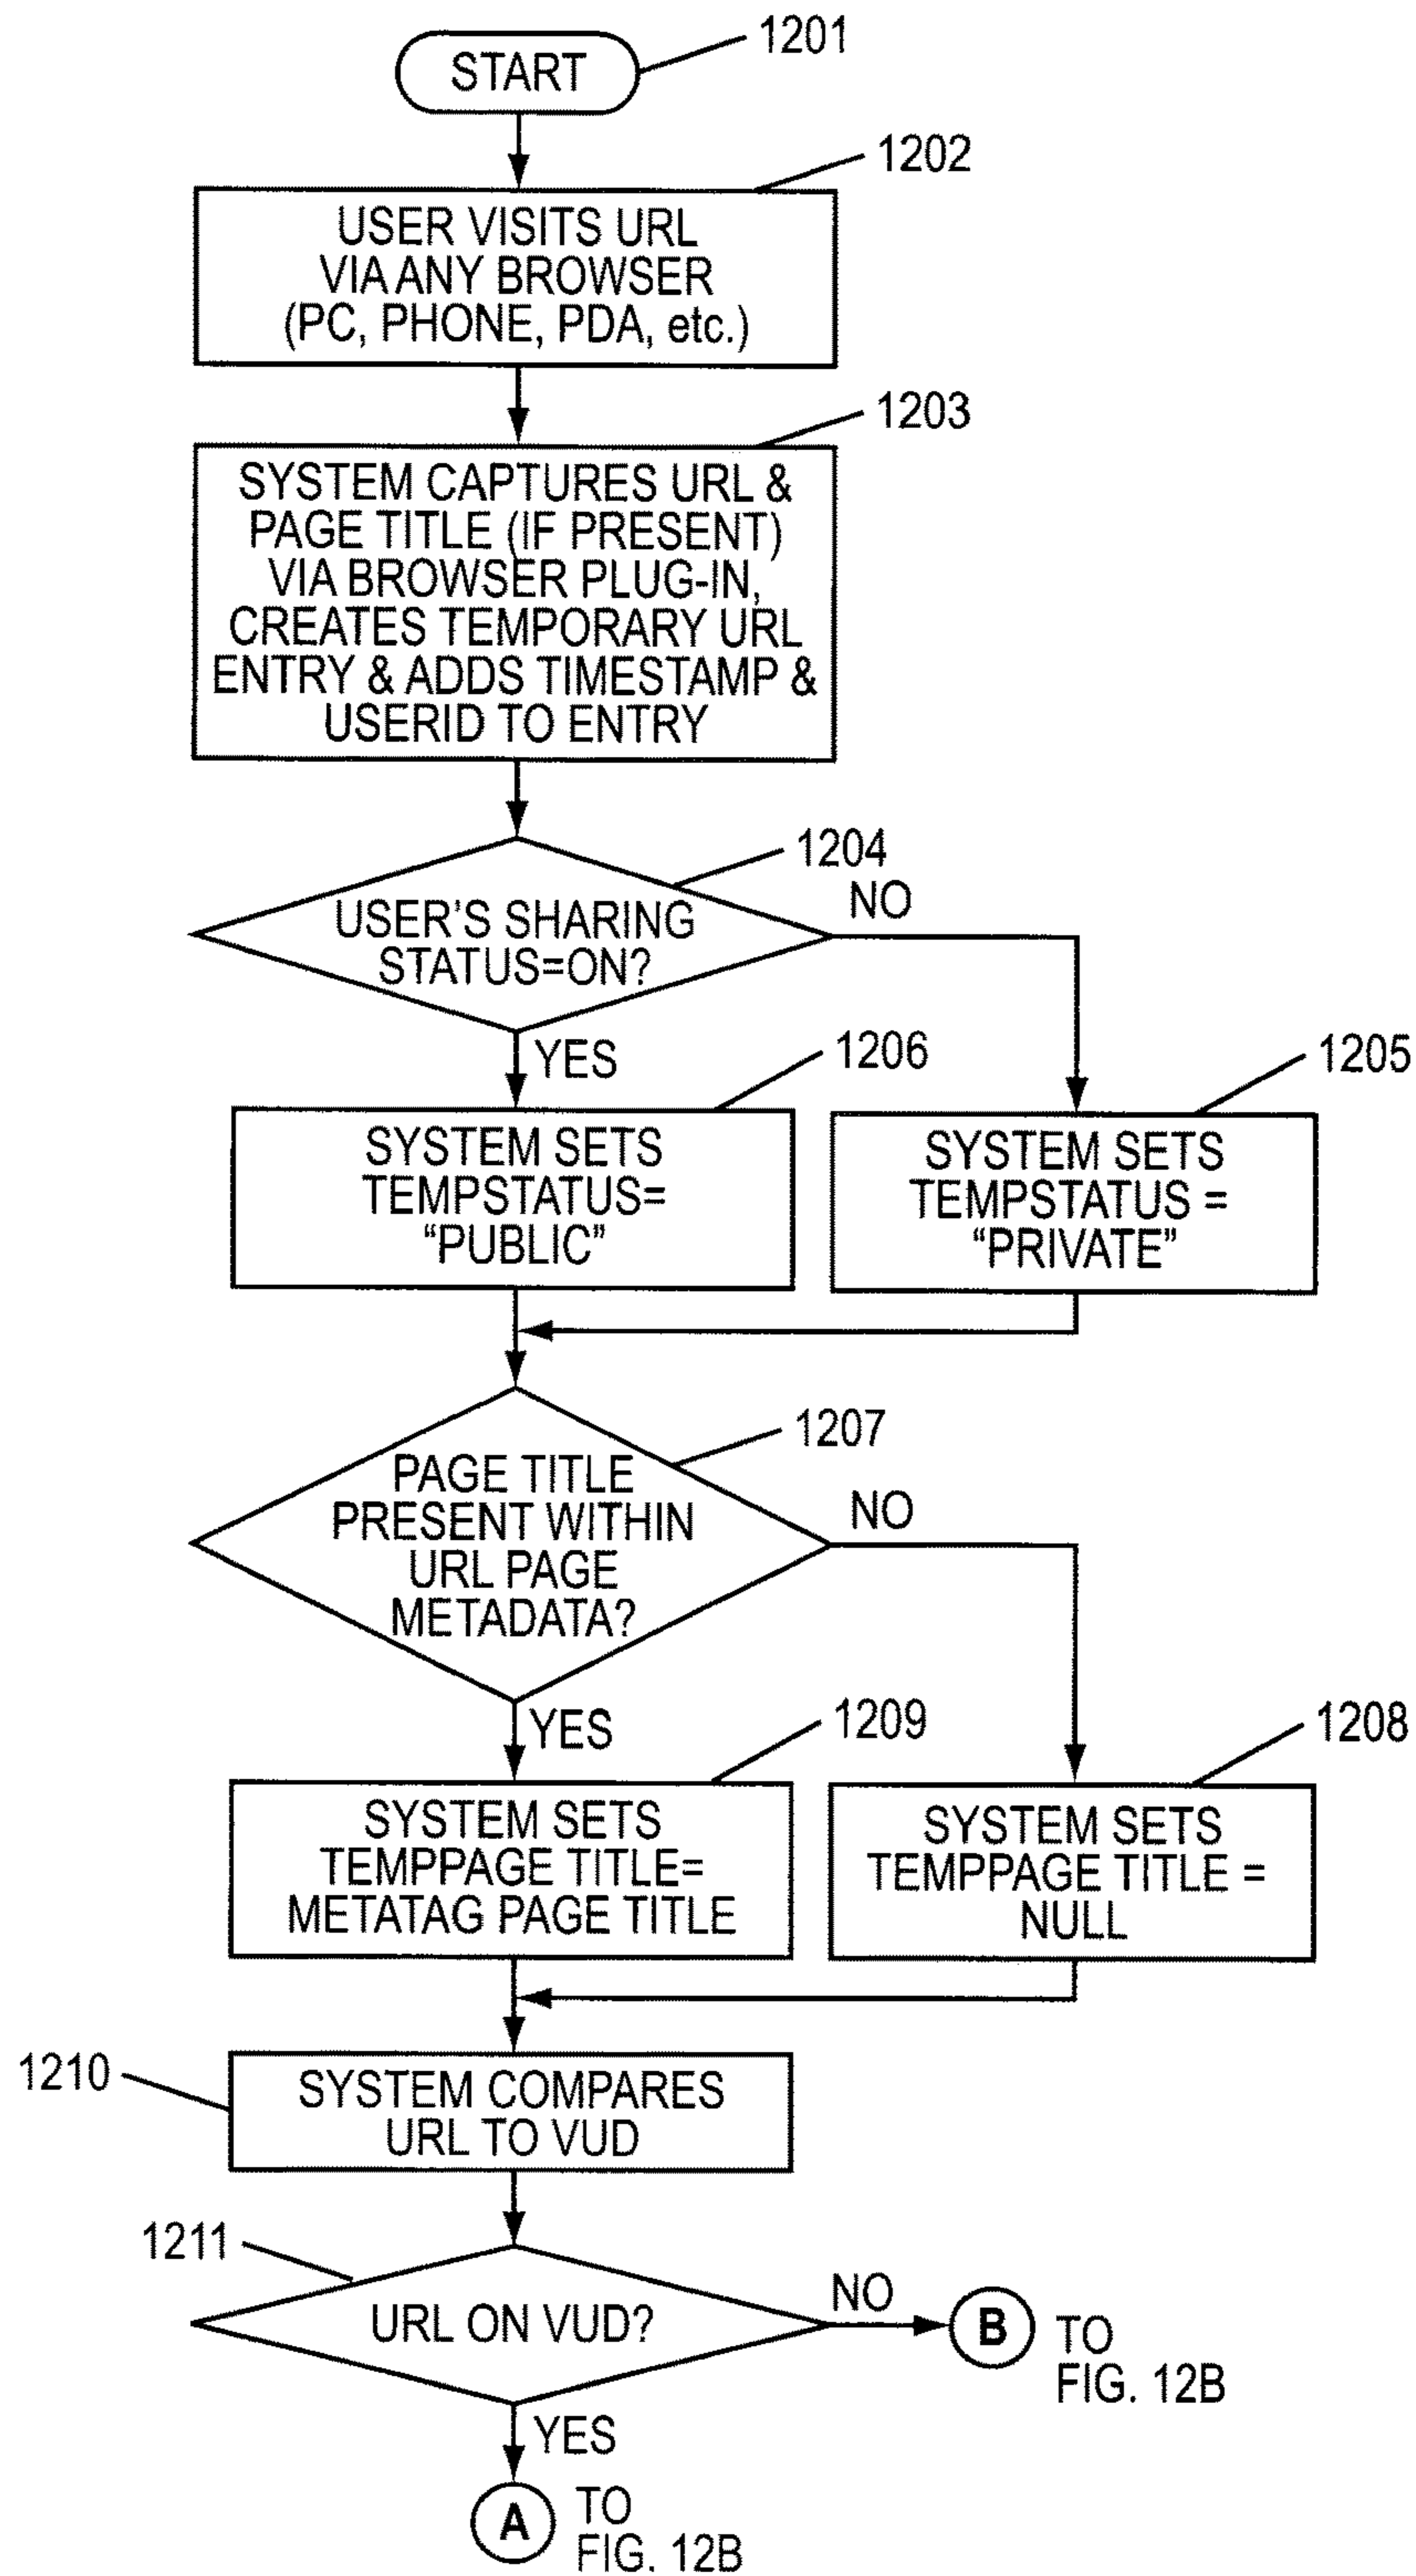 START
1201
1202
USER VISITS URL
VIA ANY BROWSER
(PC, PHONE, PDA, etc.)
1203
SYSTEM CAPTURES URL &
PAGE TITLE (IF PRESENT)
VIA BROWSER PLUG-IN,
CREATES TEMPORARY URL
ENTRY & ADDS TIMESTAMP &
USERID TO ENTRY
1204
NO
USER'S SHARING
STATUS=ON?
YES
1206
1205
SYSTEM SETS
TEMPSTATUS=
“PUBLIC”
SYSTEM SETS
TEMPSTATUS =
“PRIVATE”
1207
NO
PAGE TITLE
PRESENT WITHIN
URL PAGE
METADATA?
YES
1209
1208
SYSTEM SETS
TEMPPAGE TITLE=
METATAG PAGE TITLE
SYSTEM SETS
TEMPPAGE TITLE =
NULL
1210
SYSTEM COMPARES
URL TO VUD
1211
URL ON VUD?
NO
B
TO
FIG. 12B
YES
A
TO
FIG. 12B